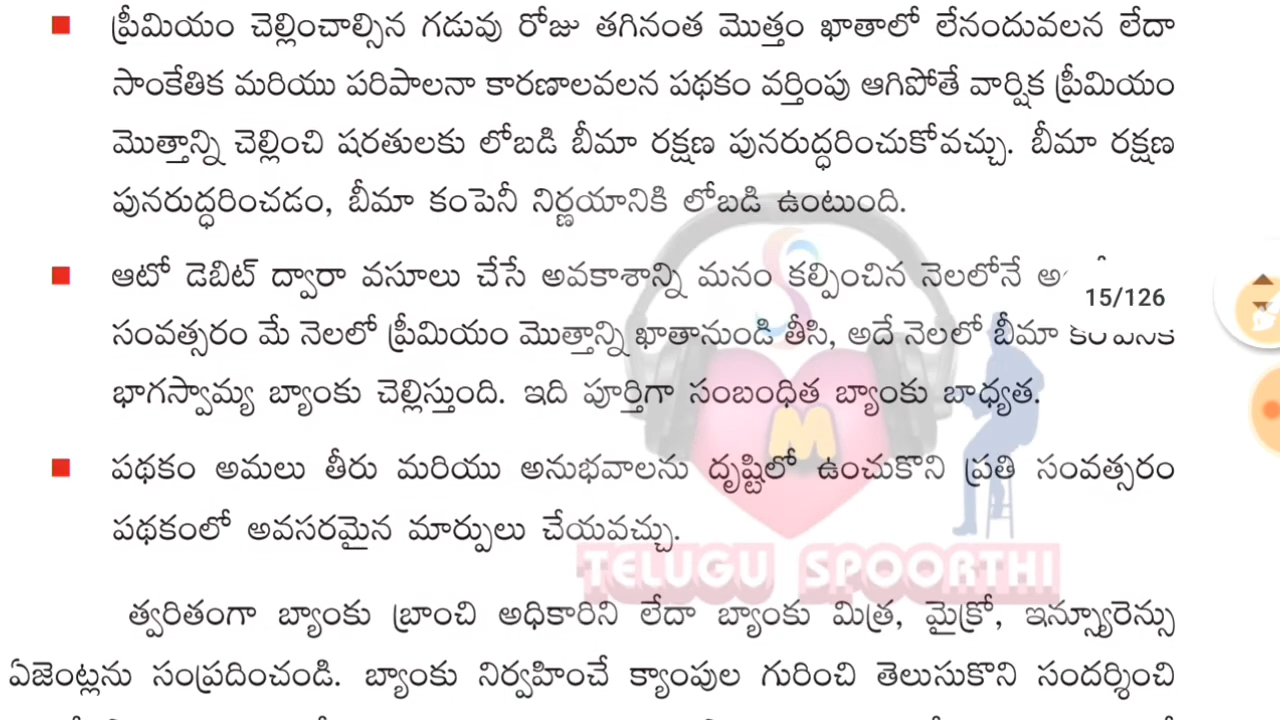 ప్రీమియం చెల్లించాల్సిన గడువు రోజు తగినంత మొత్తం ఖాతాలో లేనందువలన లేదా
సాంకేతిక మరియు పరిపాలనా కారణాలవలన పథకం వర్తింపు ఆగిపోతే వార్షిక ప్రీమియం
మొత్తాన్ని చెల్లించి షరతులకు లోబడి బీమా రక్షణ పునరుద్ధరించుకోవచ్చు. బీమా రక్షణ
పునరుద్ధరించడం, బీమా కంపెనీ నిర్ణయానికి లోబడి ఉంటుంది.
ఆటో డెబిట్ ద్వారా వసూలు చేసే అవకాశాన్ని మనం కల్పించిన నెలలోనే
15/126
సంవత్సరం మే నెలలో ప్రీమియం మొత్తాన్ని ఖాతానుండి తీసి, అదే నెలలో బీమా
భాగస్వామ్య బ్యాంకు చెల్లిస్తుంది. ఇది పూర్తిగా సంబంధిత బ్యాంకు బాధ్యత.
M
పథకం అమలు తీరు మరియు అనుభవాలను దృష్టిలో ఉంచుకొని ప్రతి సంవత్సరం
పథకంలో అవసరమైన మార్పులు చేయవచ్చు.
TELUGU SPOORTHI
త్వరితంగా బ్యాంకు బ్రాంచి అధికారిని లేదా బ్యాంకు మిత్ర, మైక్రో, ఇన్స్యూరెన్సు
ఏజెంట్లను సంప్రదించండి. బ్యాంకు నిర్వహించే క్యాంపుల గురించి తెలుసుకొని సందర్శించి